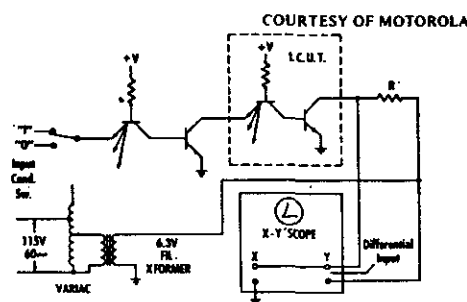 COURTESY OF MOTOROLA
I.C.U.T.
+V
+V
R
"1"
"0"
Input
Cond.
Sw.
115V
60~
VARIAC
6.3V
FIL.
XFORMER
X-Y SCOPE
X
Y
Differential
Input